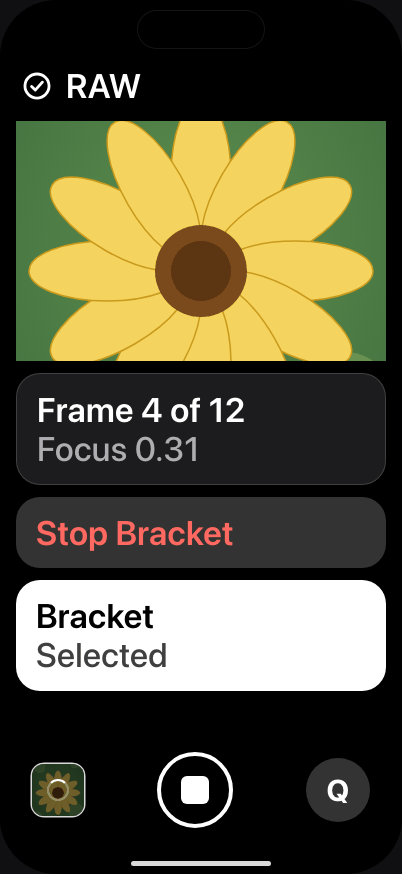 RAW
Frame 4 of 12
Focus 0.31
Stop Bracket
Bracket
Selected
Q